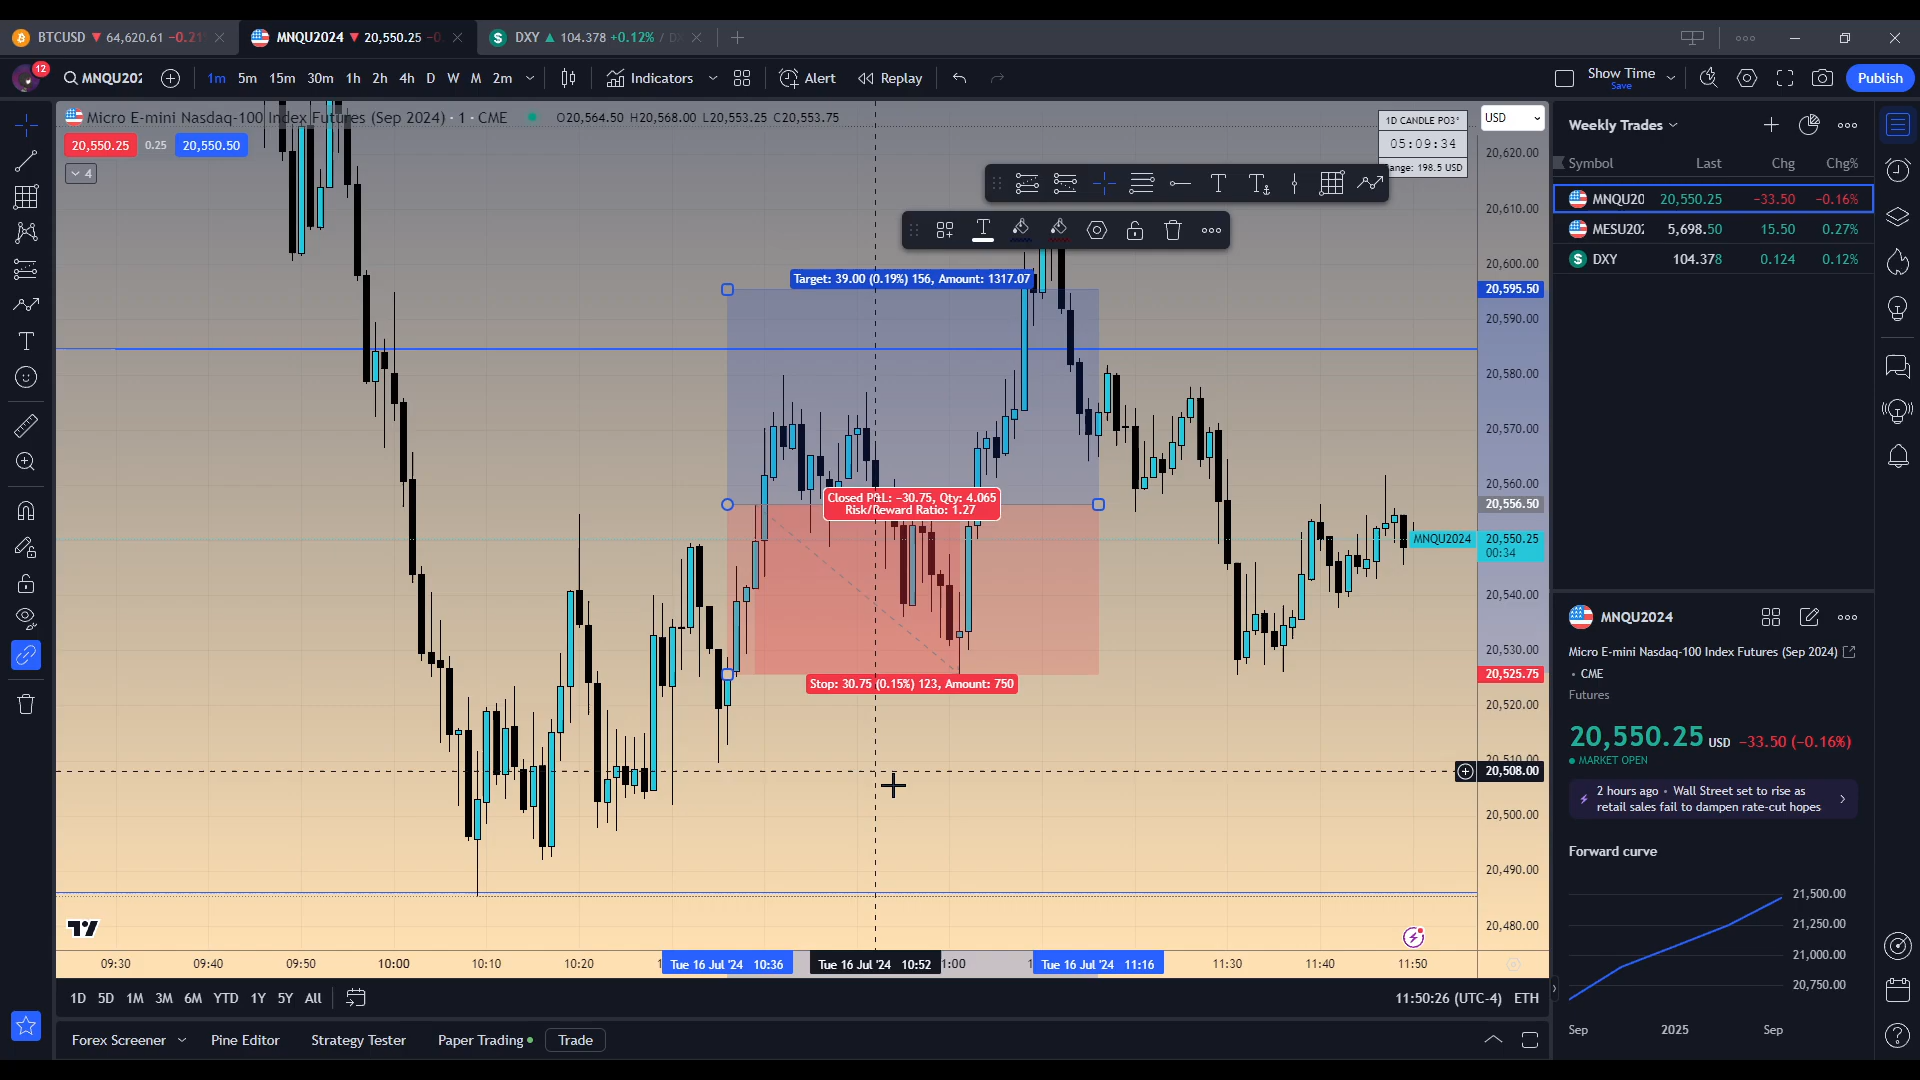 BTCUSD ▼ 64,620.61 −0.21
MNQU2024 ▼ 20,550.25 −0
DXY ▲ 104.378 +0.12% / D
12
MNQU202
1m 5m 15m 30m 1h 2h 4h D W M 2m
Indicators
Alert
Replay
Show Time
Save
Publish
Micro E-mini Nasdaq-100 Index Futures (Sep 2024) · 1 · CME
O20,564.50 H20,568.00 L20,553.25 C20,553.75
20,550.25 0.25 20,550.50
4
1D CANDLE PO3°
05:09:34
ange: 198.5 USD
USD
20,620.00
20,610.00
20,600.00
20,595.50
20,590.00
20,580.00
20,570.00
20,560.00
20,556.50
MNQU2024 20,550.25
00:34
20,540.00
20,530.00
20,525.75
20,520.00
20,508.00
20,500.00
20,490.00
20,480.00
Target: 39.00 (0.19%) 156, Amount: 1317.07
Closed P&L: −30.75, Qty: 4.065
Risk/Reward Ratio: 1.27
Stop: 30.75 (0.15%) 123, Amount: 750
09:30 09:40 09:50 10:00 10:10 10:20 Tue 16 Jul '24 10:36 Tue 16 Jul '24 10:52 1:00 Tue 16 Jul '24 11:16 11:30 11:40 11:50
1D 5D 1M 3M 6M YTD 1Y 5Y All
11:50:26 (UTC-4) ETH
Forex Screener Pine Editor Strategy Tester Paper Trading Trade
Weekly Trades
Symbol Last Chg Chg%
MNQU20 20,550.25 −33.50 −0.16%
MESU202 5,698.50 15.50 0.27%
DXY 104.378 0.124 0.12%
MNQU2024
Micro E-mini Nasdaq-100 Index Futures (Sep 2024)
• CME
Futures
20,550.25 USD −33.50 (−0.16%)
MARKET OPEN
2 hours ago • Wall Street set to rise as
retail sales fail to dampen rate-cut hopes
Forward curve
21,500.00
21,250.00
21,000.00
20,750.00
Sep 2025 Sep